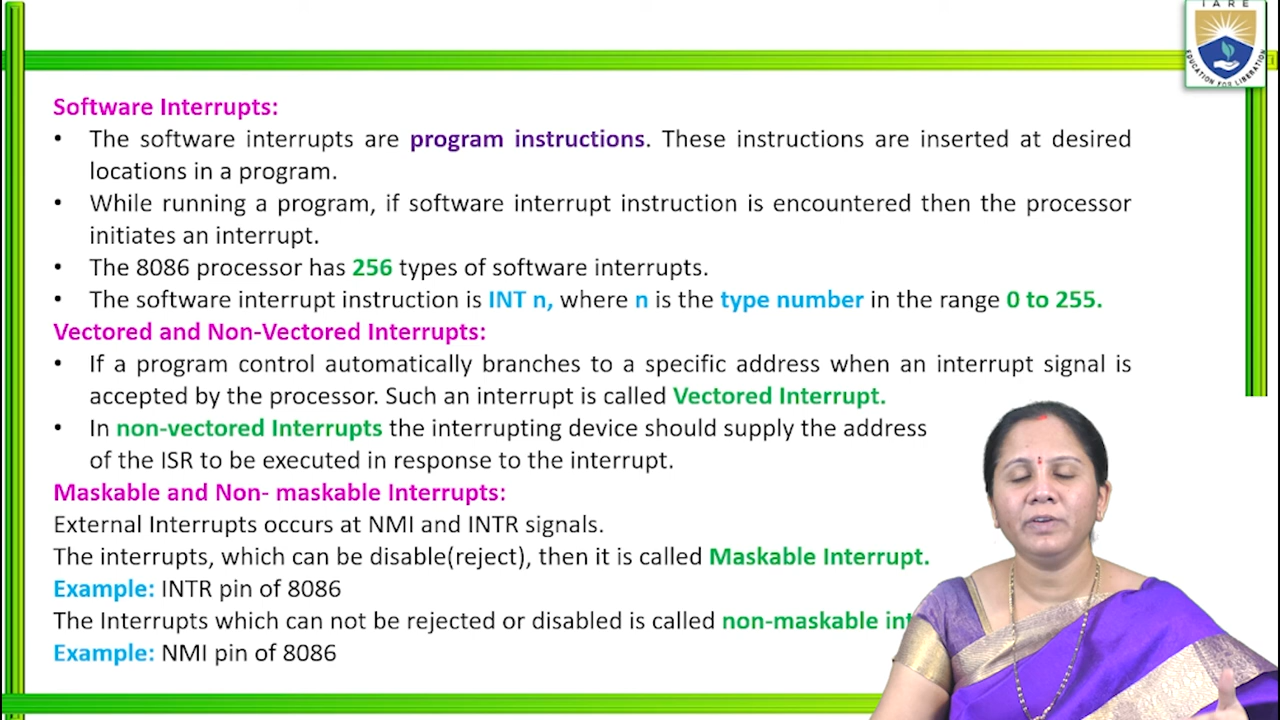 IARE
EDUCATION FOR LIBERATION
Software Interrupts:
• The software interrupts are program instructions. These instructions are inserted at desired
locations in a program.
• While running a program, if software interrupt instruction is encountered then the processor
initiates an interrupt.
• The 8086 processor has 256 types of software interrupts.
• The software interrupt instruction is INT n, where n is the type number in the range 0 to 255.
Vectored and Non-Vectored Interrupts:
• If a program control automatically branches to a specific address when an interrupt signal is
accepted by the processor. Such an interrupt is called Vectored Interrupt.
• In non-vectored Interrupts the interrupting device should supply the address
of the ISR to be executed in response to the interrupt.
Maskable and Non- maskable Interrupts:
External Interrupts occurs at NMI and INTR signals.
The interrupts, which can be disable(reject), then it is called Maskable Interrupt.
Example: INTR pin of 8086
The Interrupts which can not be rejected or disabled is called non-maskable
Example: NMI pin of 8086